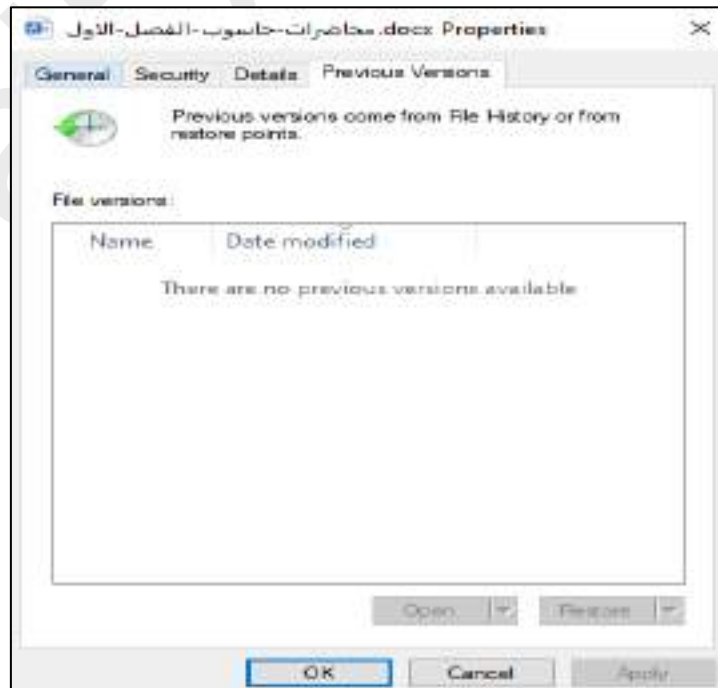 محاضرات-حاسوب-الفصل-الاول.docx Properties
General Security Details Previous Versions
Previous versions come from File History or from
restore points.
File versions:
Name Date modified
There are no previous versions available
Open Restore
OK Cancel Apply